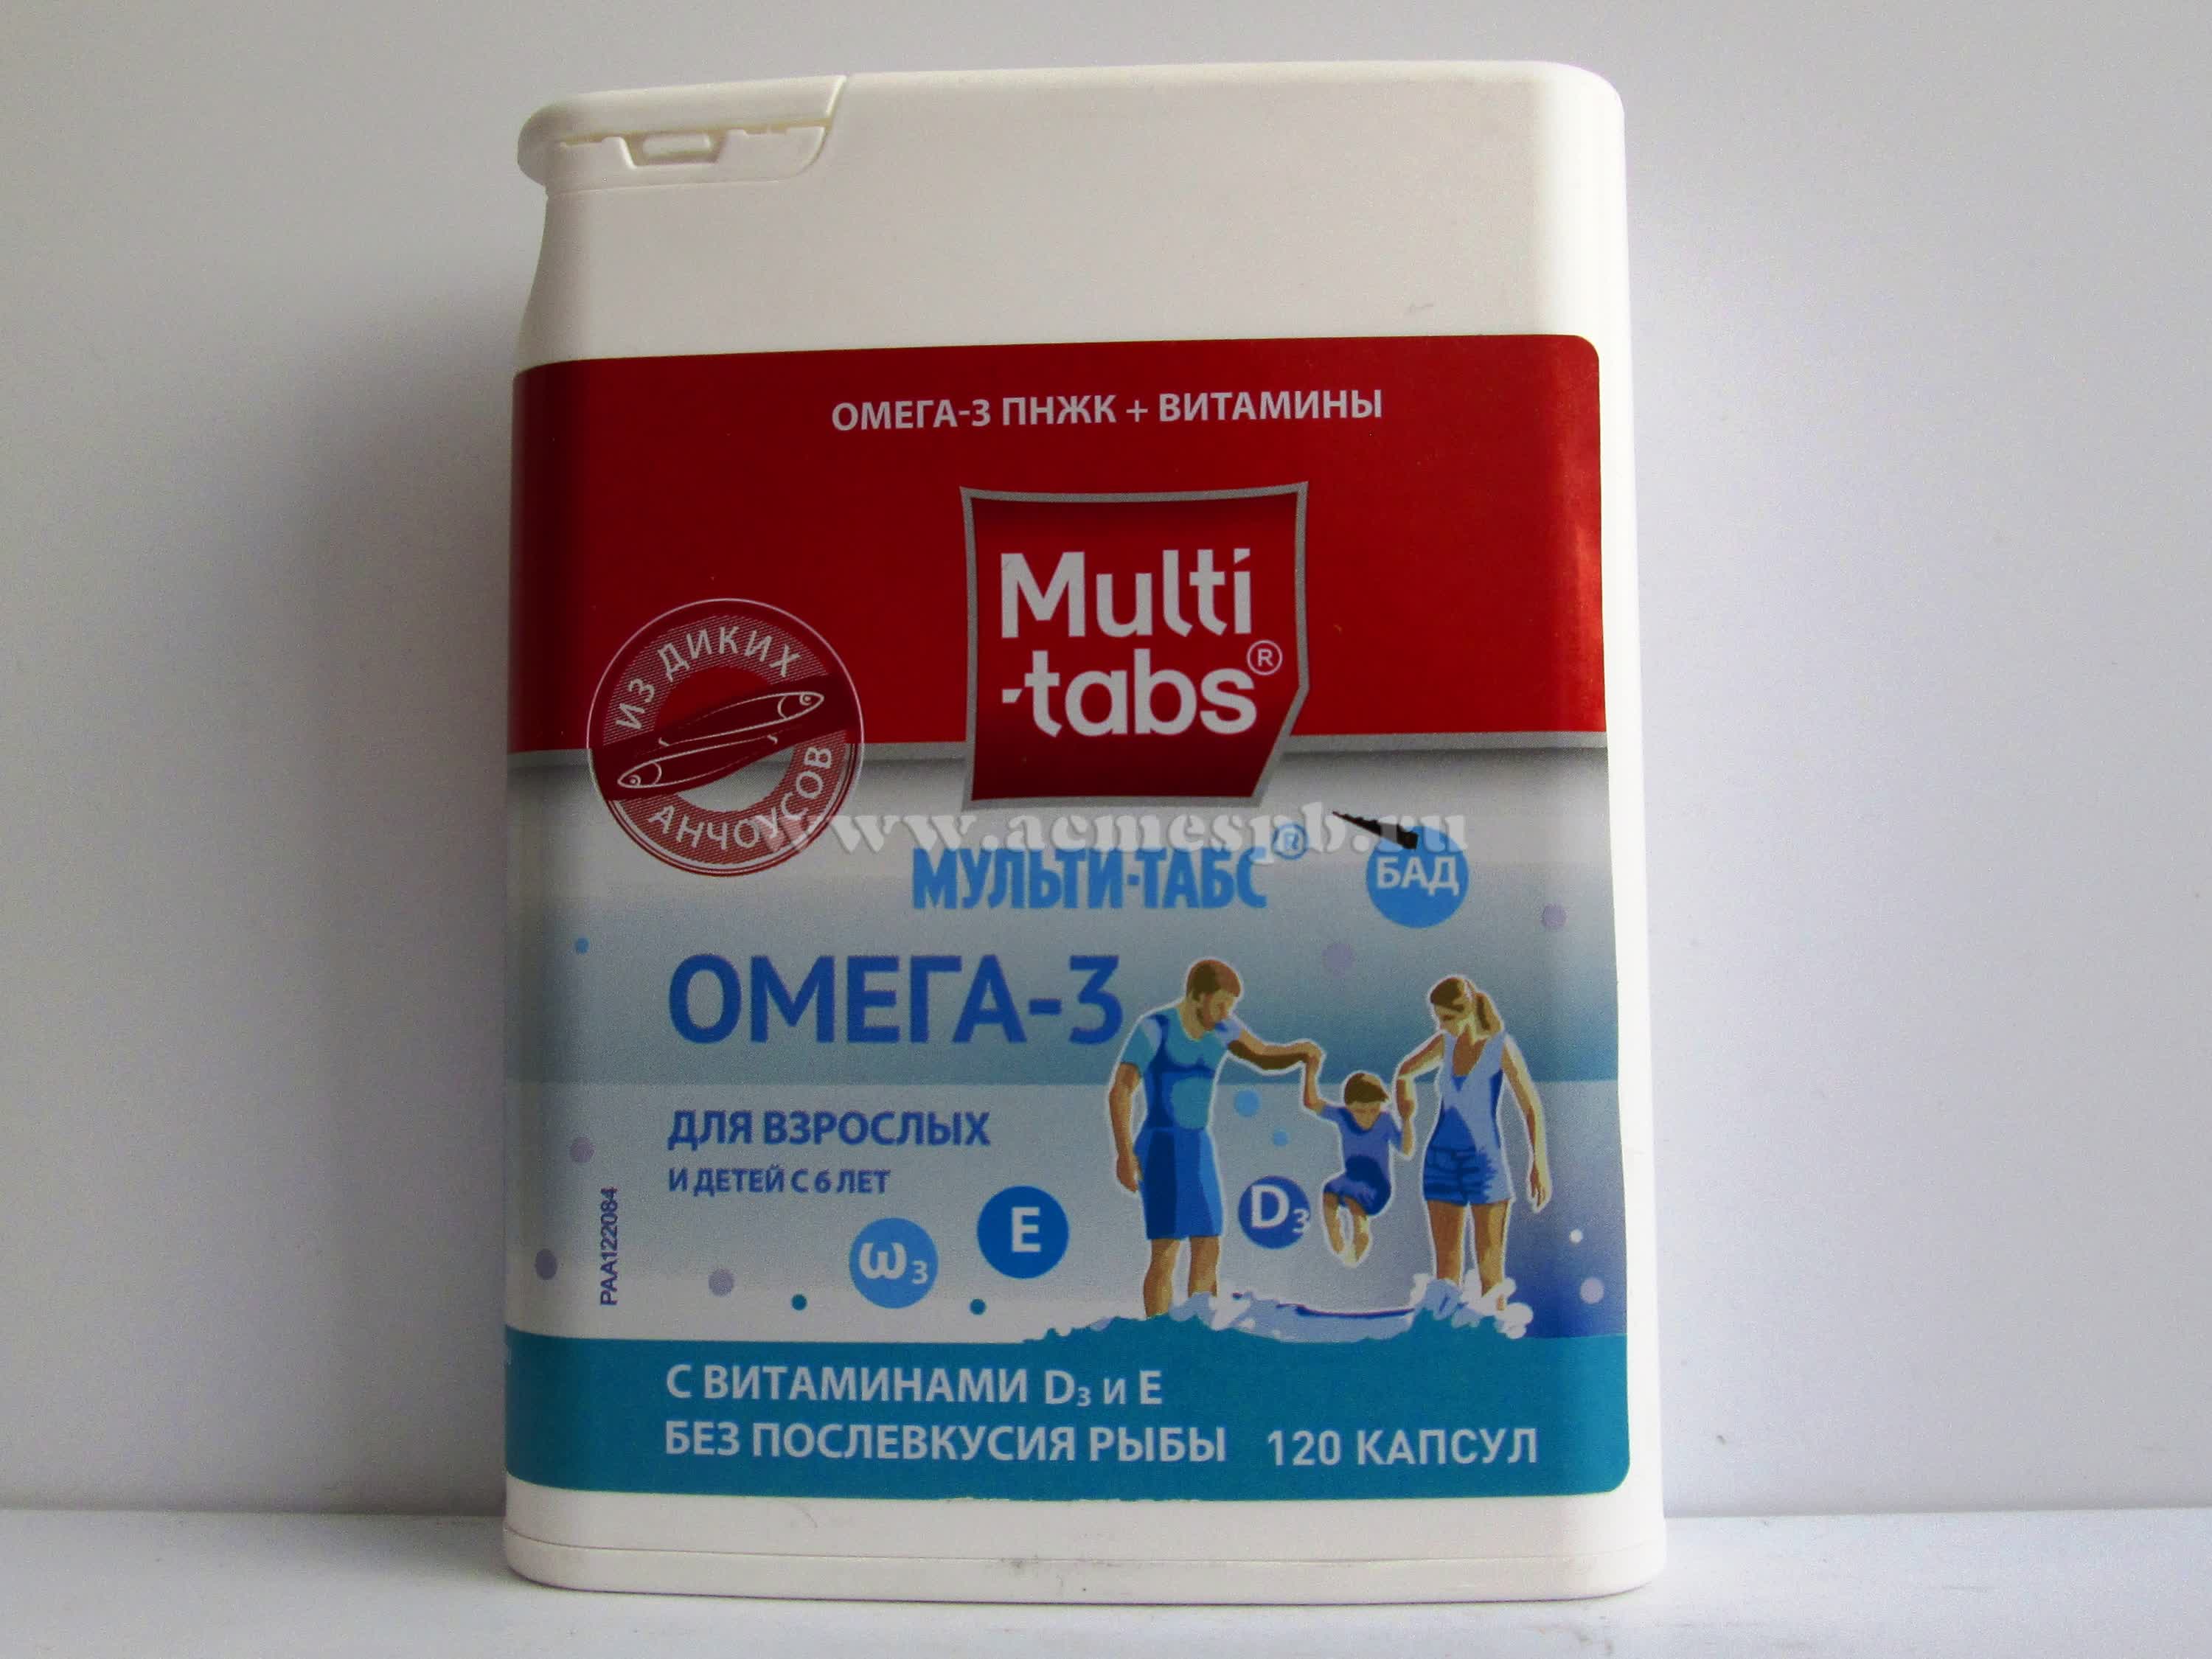 ОМЕГА-3 ПНЖК + ВИТАМИНЫ
Multi
-tabs®
ИЗ ДИКИХ
АНЧОУСОВ
www.acmespb.ru
МУЛЬТИ-ТАБС®
БАД
ОМЕГА-3
ДЛЯ ВЗРОСЛЫХ
И ДЕТЕЙ С 6 ЛЕТ
PAA122084
ω3
E
D3
С ВИТАМИНАМИ D3 И E
БЕЗ ПОСЛЕВКУСИЯ РЫБЫ 120 КАПСУЛ